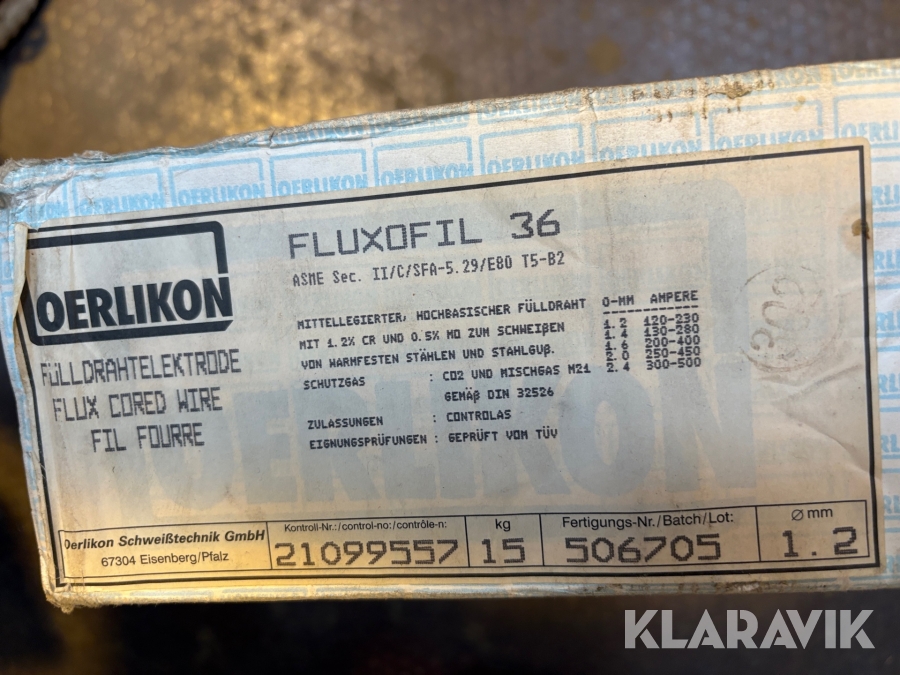 OERLIKON
FLUXOFIL 36
ASME Sec. II/C/SFA-5.29/E80 T5-B2
FÜLLDRAHTELEKTRODE
FLUX CORED WIRE
FIL FOURRE
MITTELLEGIERTER, HOCHBASISCHER FÜLLDRAHT
MIT 1.2% CR UND 0.5% MO ZUM SCHWEIßEN
VON WARMFESTEN STÄHLEN UND STAHLGUß.
SCHUTZGAS : CO2 UND MISCHGAS M21
GEMÄß DIN 32526
ZULASSUNGEN : CONTROLAS
EIGNUNGSPRÜFUNGEN : GEPRÜFT VOM TÜV
O-MM AMPERE
1.2 120-230
1.4 130-280
1.6 200-400
2.0 250-450
2.4 300-500
Oerlikon Schweißtechnik GmbH
67304 Eisenberg/Pfalz
Kontroll-Nr.:/control-no:/contrôle-n:
21099557
kg
15
Fertigungs-Nr./Batch/Lot:
506705
⌀ mm
1.2
KLARAVIK